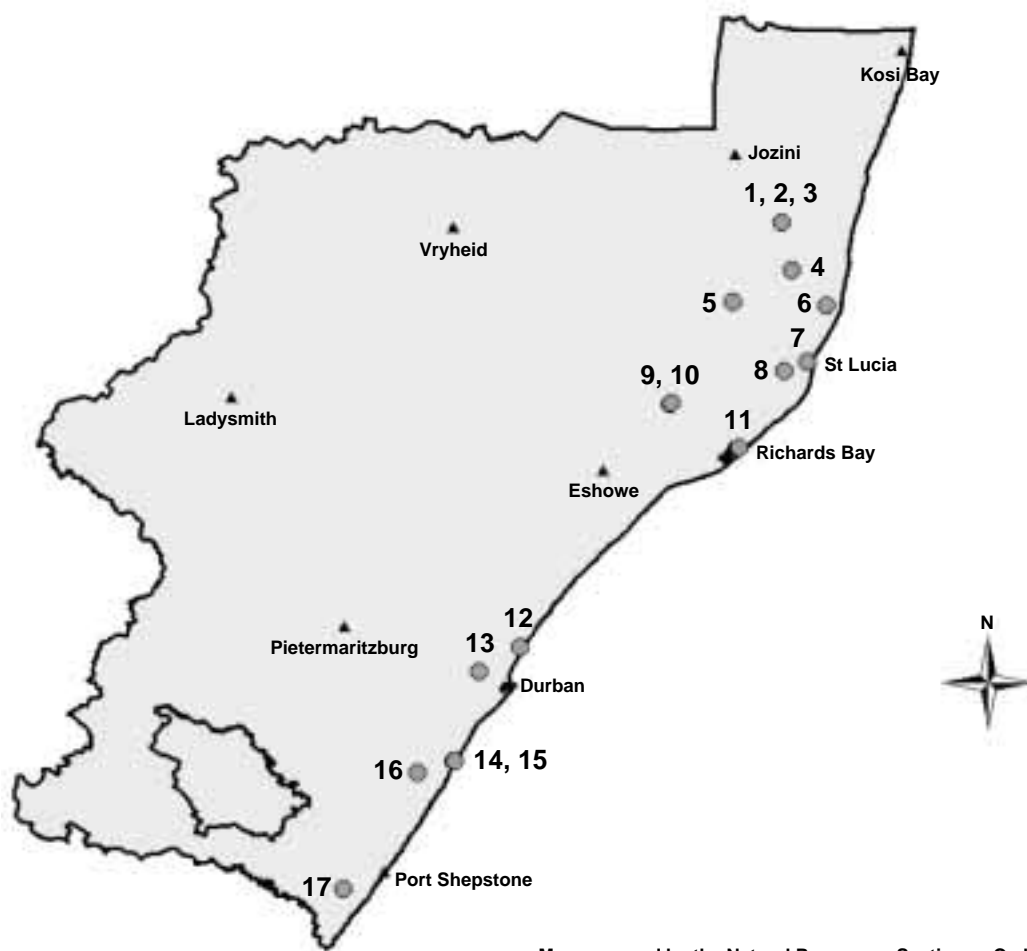 Kosi Bay
Jozini
1, 2, 3
Vryheid
4
5
6
7
St Lucia
8
9, 10
Ladysmith
11
Richards Bay
Eshowe
12
N
Pietermaritzburg
13
Durban
14, 15
16
Port Shepstone
17